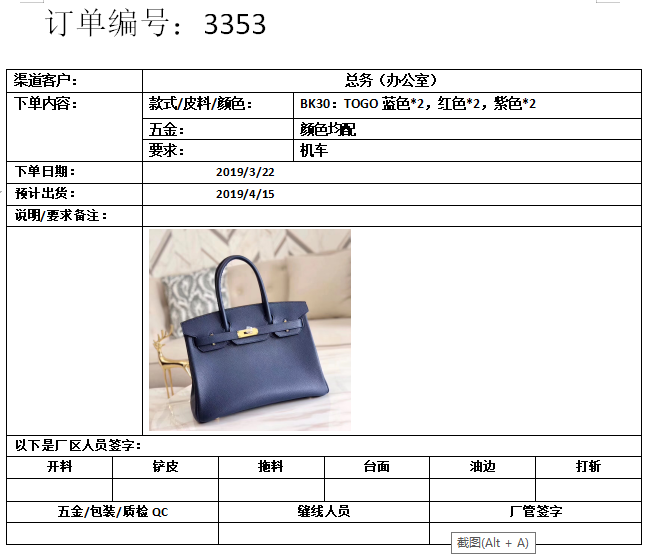 订单编号：3353
渠道客户： 总务（办公室）
下单内容： 款式/皮料/颜色： BK30：TOGO 蓝色*2，红色*2，紫色*2
五金： 颜色均配
要求： 机车
下单日期： 2019/3/22
预计出货： 2019/4/15
说明/要求备注：
以下是厂区人员签字：
开料 铲皮 拖料 台面 油边 打斩
五金/包装/质检 QC 缝线人员 厂管签字
截图(Alt + A)